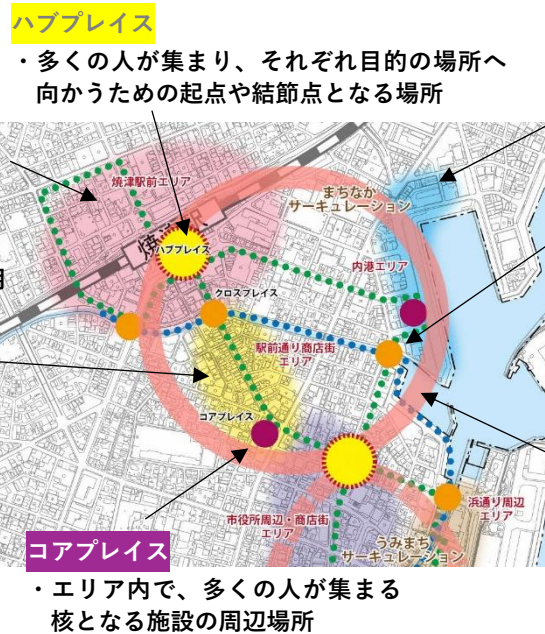 ハブプレイス
・多くの人が集まり、それぞれ目的の場所へ
向かうための起点や結節点となる場所
焼津駅前エリア
まちなか
サーキュレーション
ハブプレイス
内港エリア
クロスプレイス
駅前通り商店街
エリア
コアプレイス
浜通り周辺
エリア
市役所周辺・商店街
エリア
うみまち
サーキュレーション
コアプレイス
・エリア内で、多くの人が集まる
核となる施設の周辺場所